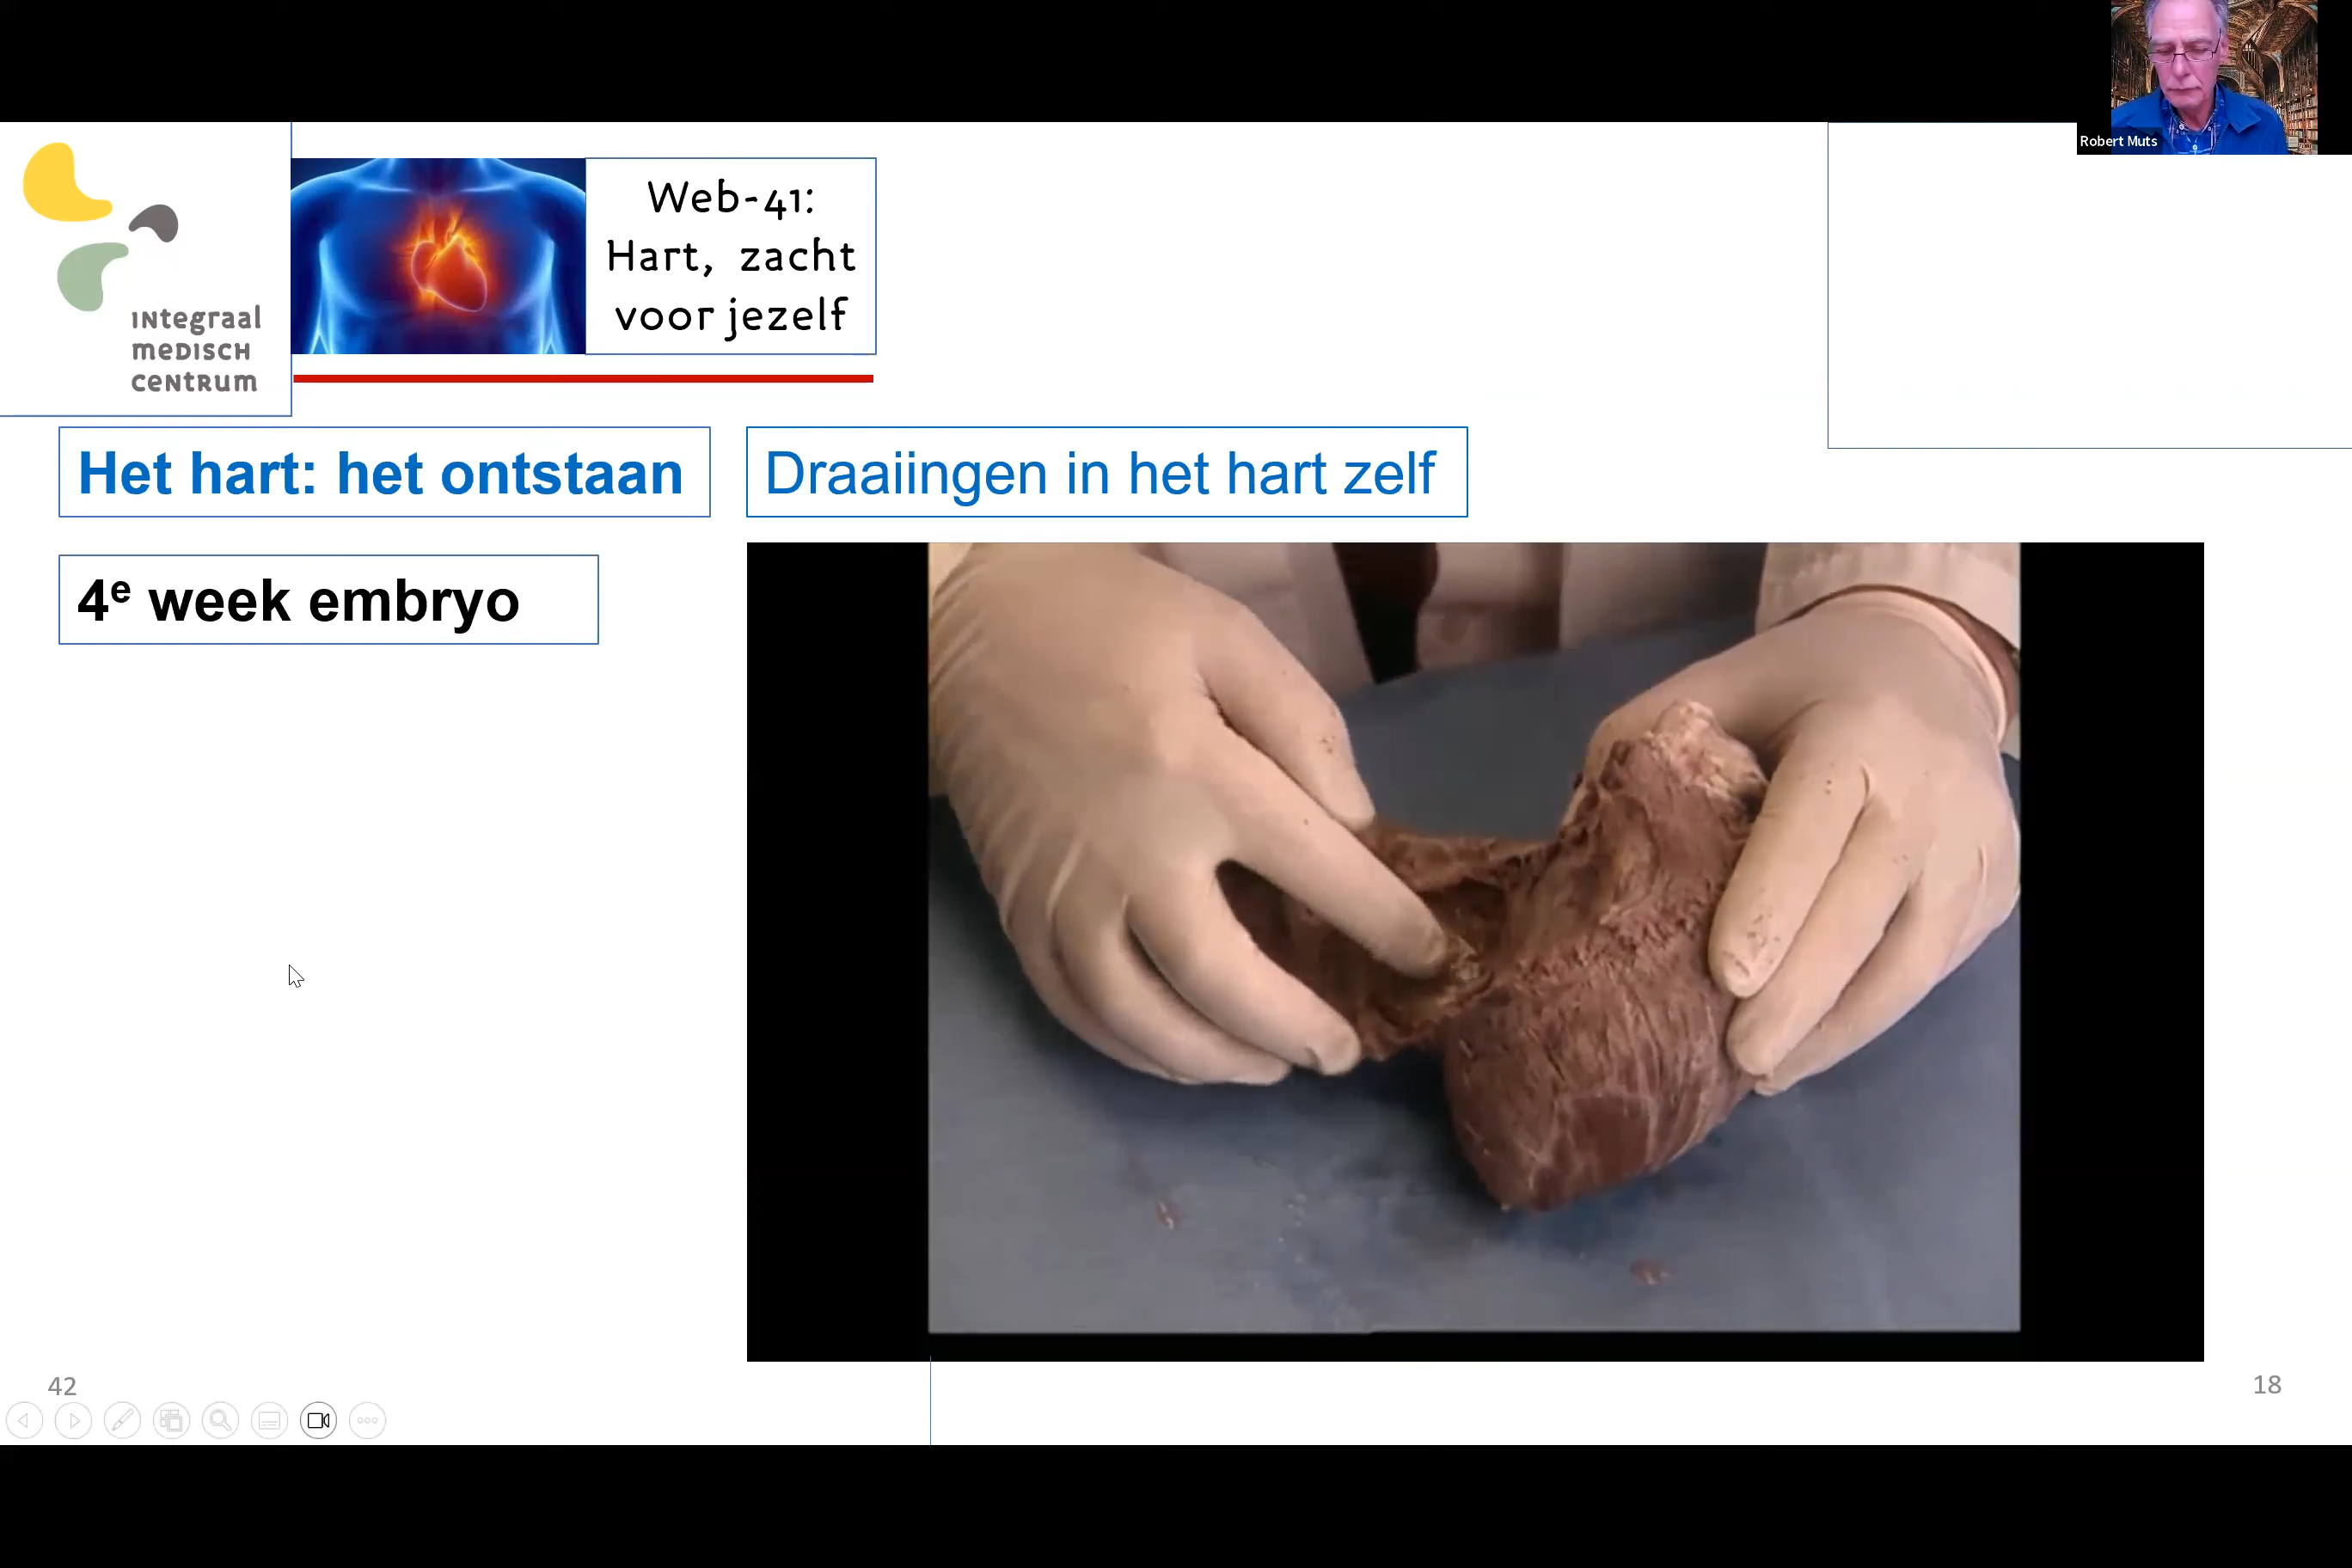 Robert Muts
INtegraal
meDIscH
ceNtRum
Web-41:
Hart, zacht
voor jezelf
Het hart: het ontstaan
Draaiingen in het hart zelf
4e week embryo
42
18